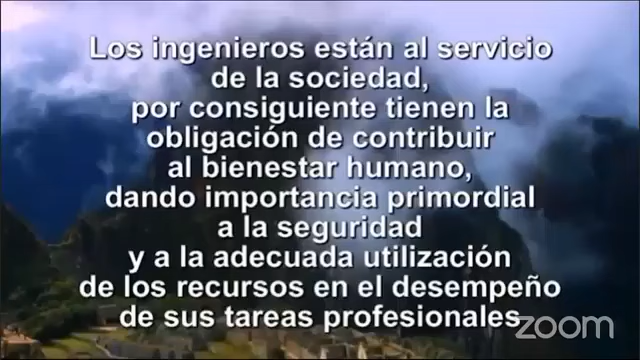 Los ingenieros están al servicio
de la sociedad,
por consiguiente tienen la
obligación de contribuir
al bienestar humano,
dando importancia primordial
a la seguridad
y a la adecuada utilización
de los recursos en el desempeño
de sus tareas profesionales
zoom